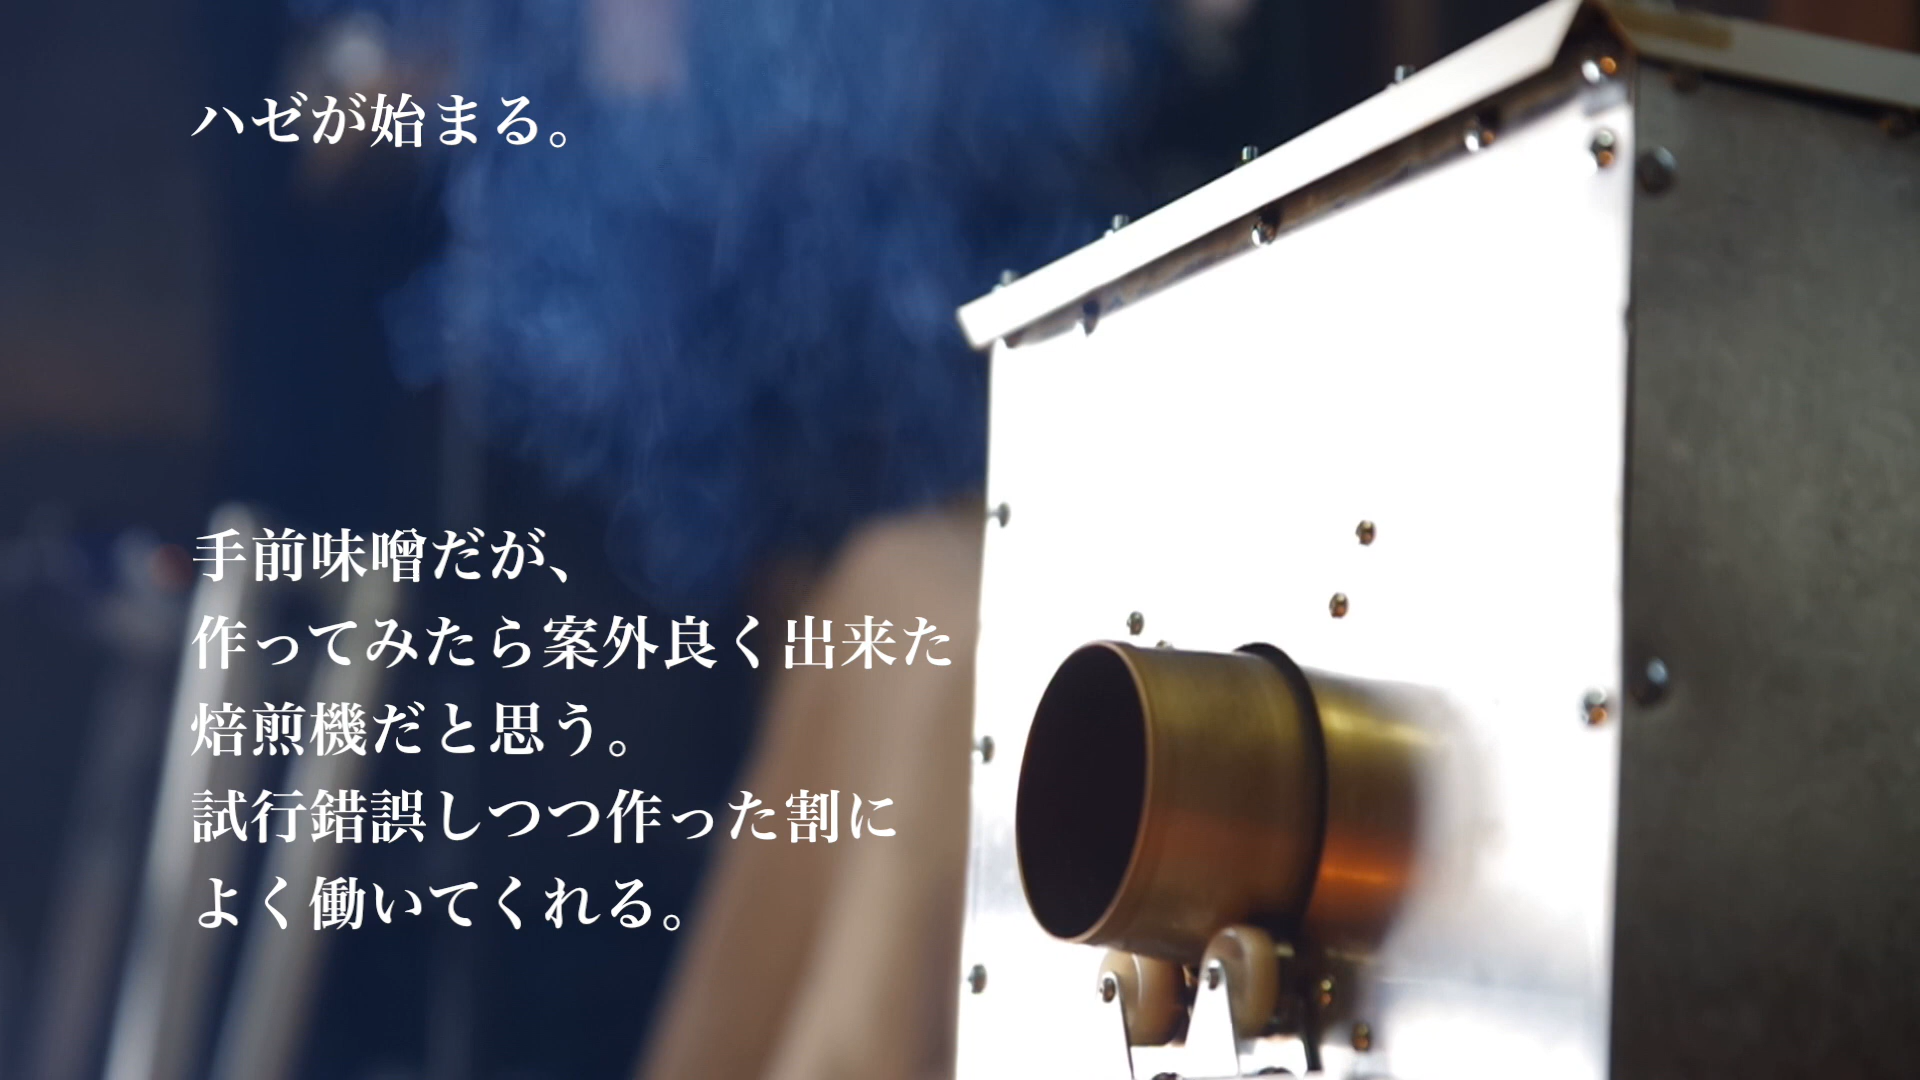 ハゼが始まる。
手前味噌だが、
作ってみたら案外良く出来た
焙煎機だと思う。
試行錯誤しつつ作った割に
よく働いてくれる。